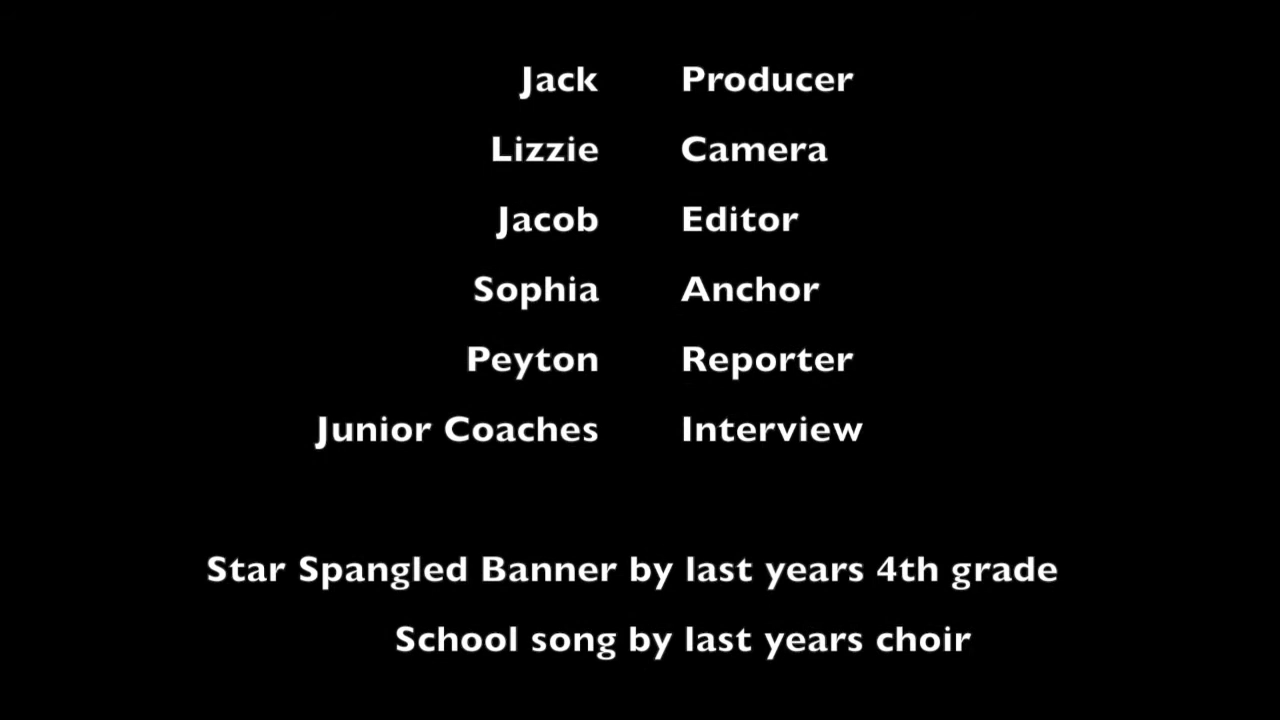 Jack Producer
Lizzie Camera
Jacob Editor
Sophia Anchor
Peyton Reporter
Junior Coaches Interview
Star Spangled Banner by last years 4th grade
School song by last years choir